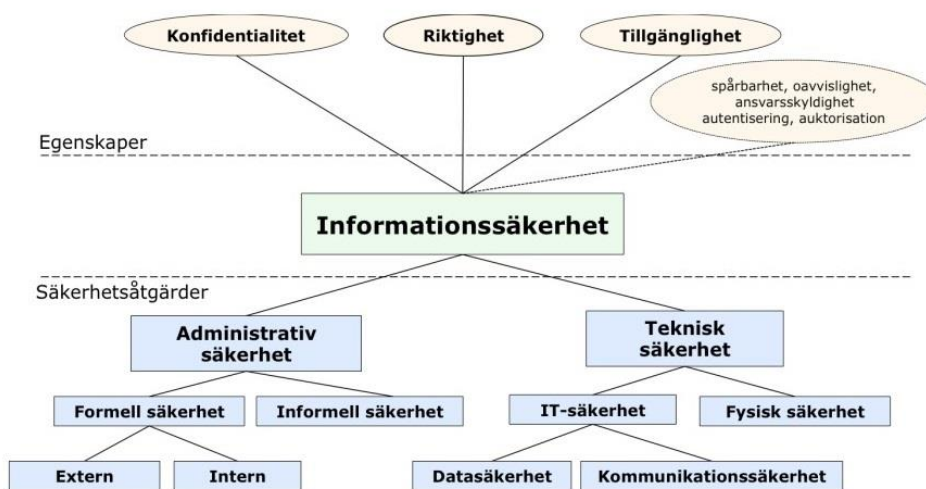 Konfidentialitet
Riktighet
Tillgänglighet
spårbarhet, oavvislighet,
ansvarsskyldighet
autentisering, auktorisation
Egenskaper
Informationssäkerhet
Säkerhetsåtgärder
Administrativ
säkerhet
Teknisk
säkerhet
Formell säkerhet
Informell säkerhet
IT-säkerhet
Fysisk säkerhet
Extern
Intern
Datasäkerhet
Kommunikationssäkerhet